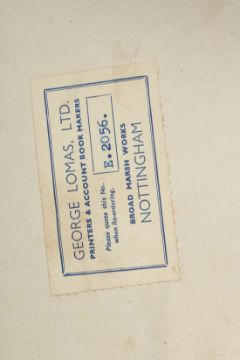 GEORGE LOMAS, LTD.
PRINTERS & ACCOUNT BOOK MAKERS
Please quote this No.
when Re-ordering.
E.2056.
BROAD MARSH WORKS
NOTTINGHAM